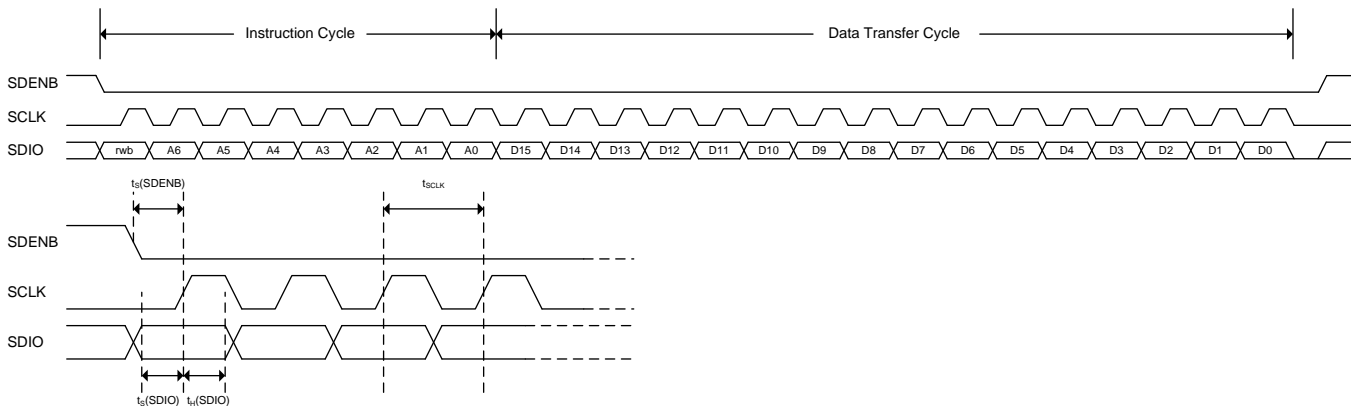 Instruction Cycle Data Transfer Cycle
SDENB
SCLK
SDIO rwb A6 A5 A4 A3 A2 A1 A0 D15 D14 D13 D12 D11 D10 D9 D8 D7 D6 D5 D4 D3 D2 D1 D0
tS(SDENB) tSCLK
SDENB
SCLK
SDIO
tS(SDIO) tH(SDIO)